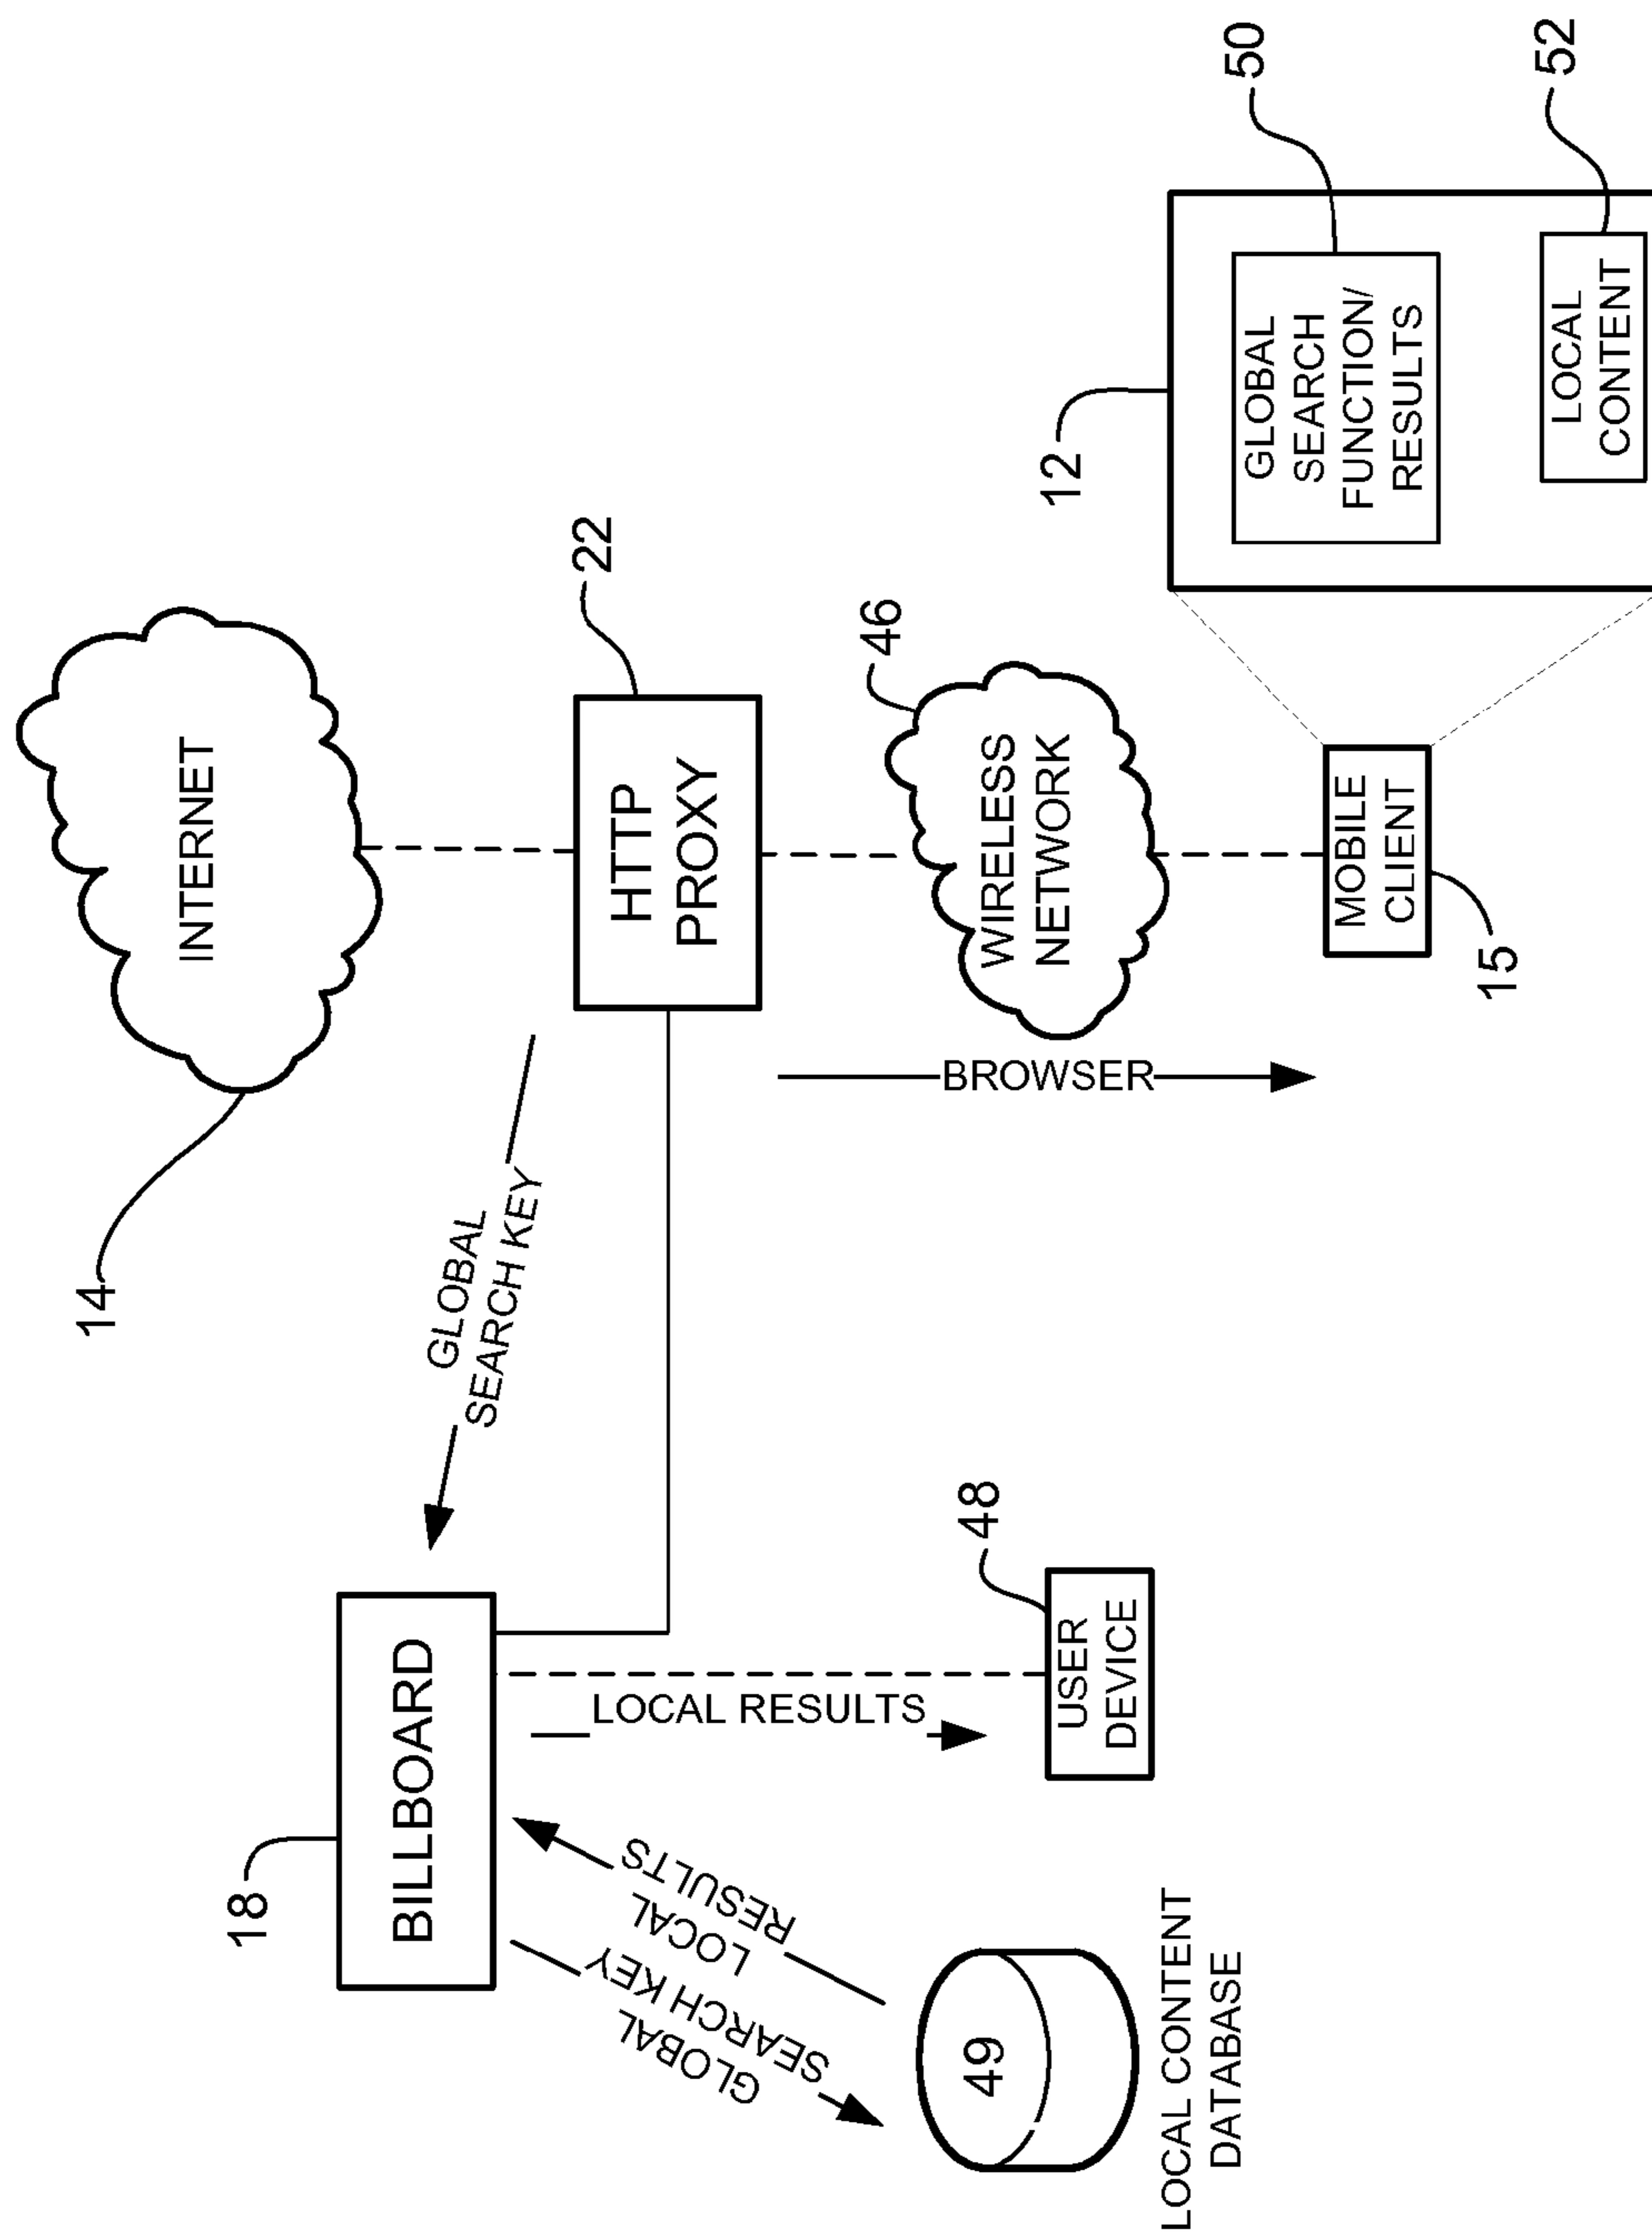 14
INTERNET
18
BILLBOARD
GLOBAL
SEARCH KEY
22
HTTP
PROXY
LOCAL RESULTS
BROWSER
46
WIRELESS
NETWORK
GLOBAL
SEARCH KEY
LOCAL
RESULTS
49
LOCAL CONTENT
DATABASE
48
USER
DEVICE
15
MOBILE
CLIENT
12
50
GLOBAL
SEARCH
FUNCTION/
RESULTS
52
LOCAL
CONTENT